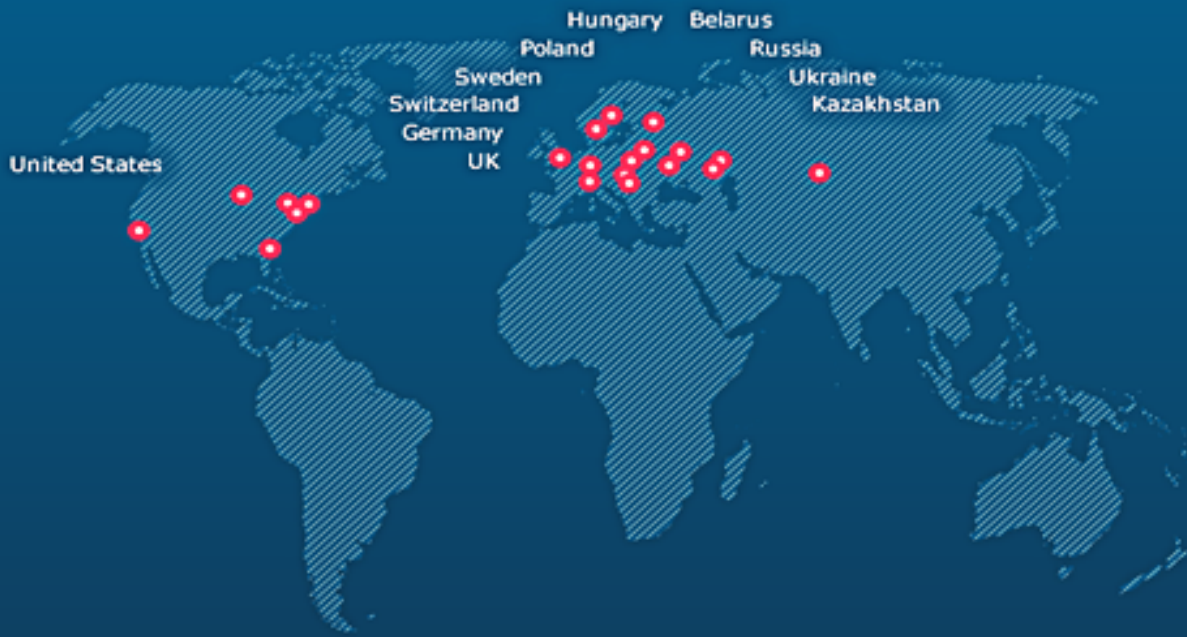 Hungary Belarus
Poland Russia
Sweden Ukraine
Switzerland Kazakhstan
Germany
UK
United States